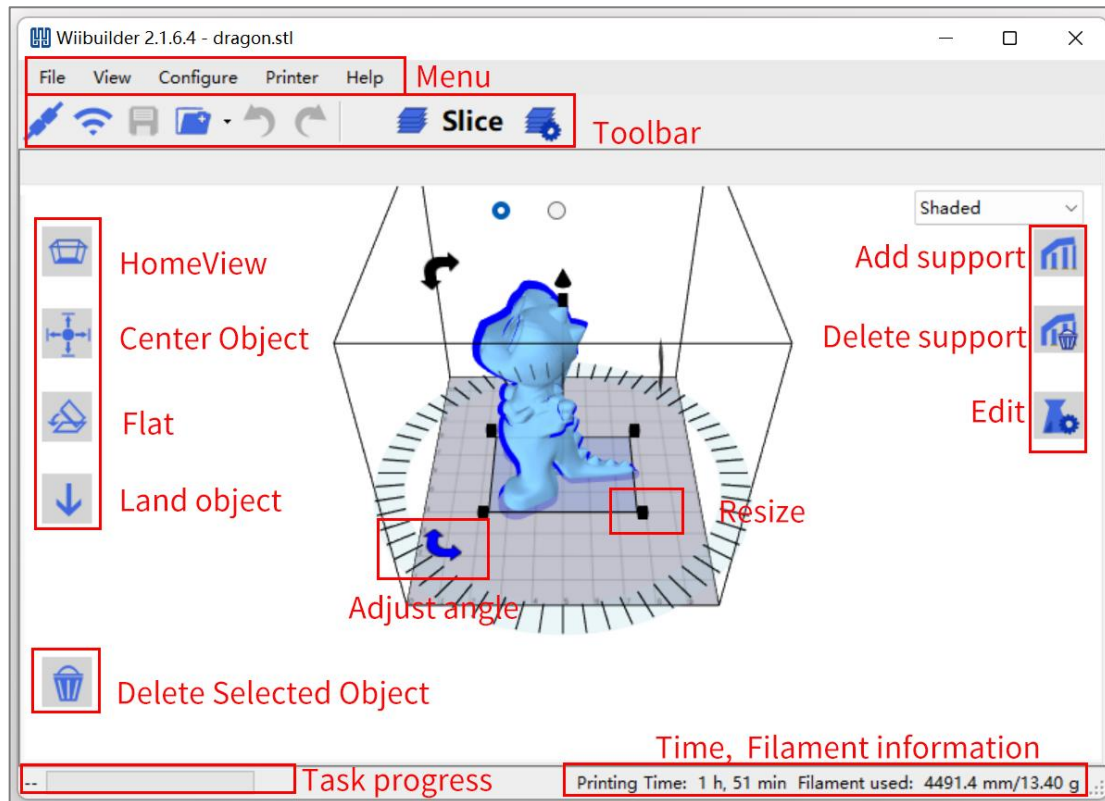 Wiibuilder 2.1.6.4 - dragon.stl
File View Configure Printer Help Menu
Slice Toolbar
Shaded
HomeView
Add support
Center Object
Delete support
Flat
Edit
Land object
Resize
Adjust angle
Delete Selected Object
Time, Filament information
-- Task progress
Printing Time: 1 h, 51 min Filament used: 4491.4 mm/13.40 g